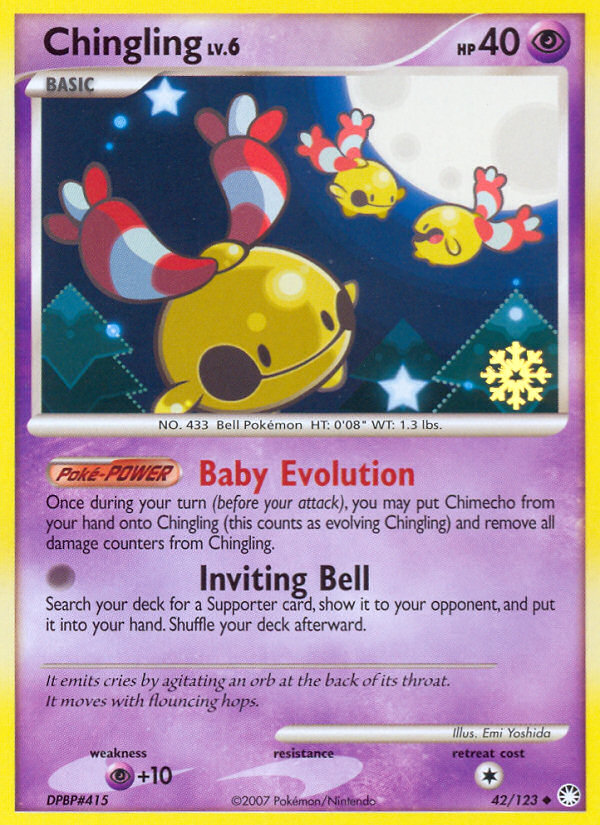 Chingling LV.6 HP 40
BASIC
NO. 433 Bell Pokémon HT: 0'08" WT: 1.3 lbs.
Poké-POWER Baby Evolution
Once during your turn (before your attack), you may put Chimecho from
your hand onto Chingling (this counts as evolving Chingling) and remove all
damage counters from Chingling.
Inviting Bell
Search your deck for a Supporter card, show it to your opponent, and put
it into your hand. Shuffle your deck afterward.
It emits cries by agitating an orb at the back of its throat.
It moves with flouncing hops.
Illus. Emi Yoshida
weakness resistance retreat cost
+10
DPBP#415 ©2007 Pokémon/Nintendo 42/123